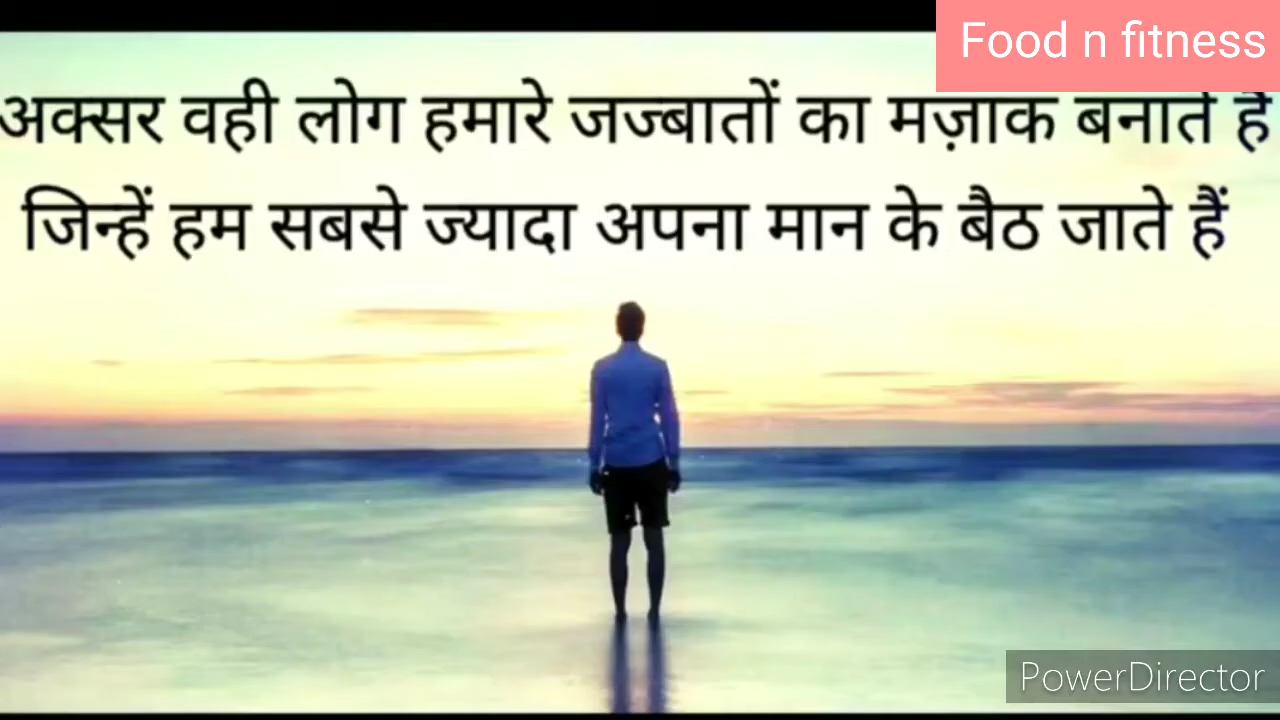 Food n fitness
अक्सर वही लोग हमारे जज्बातों का मज़ाक बनाते हैं
जिन्हें हम सबसे ज्यादा अपना मान के बैठ जाते हैं
PowerDirector